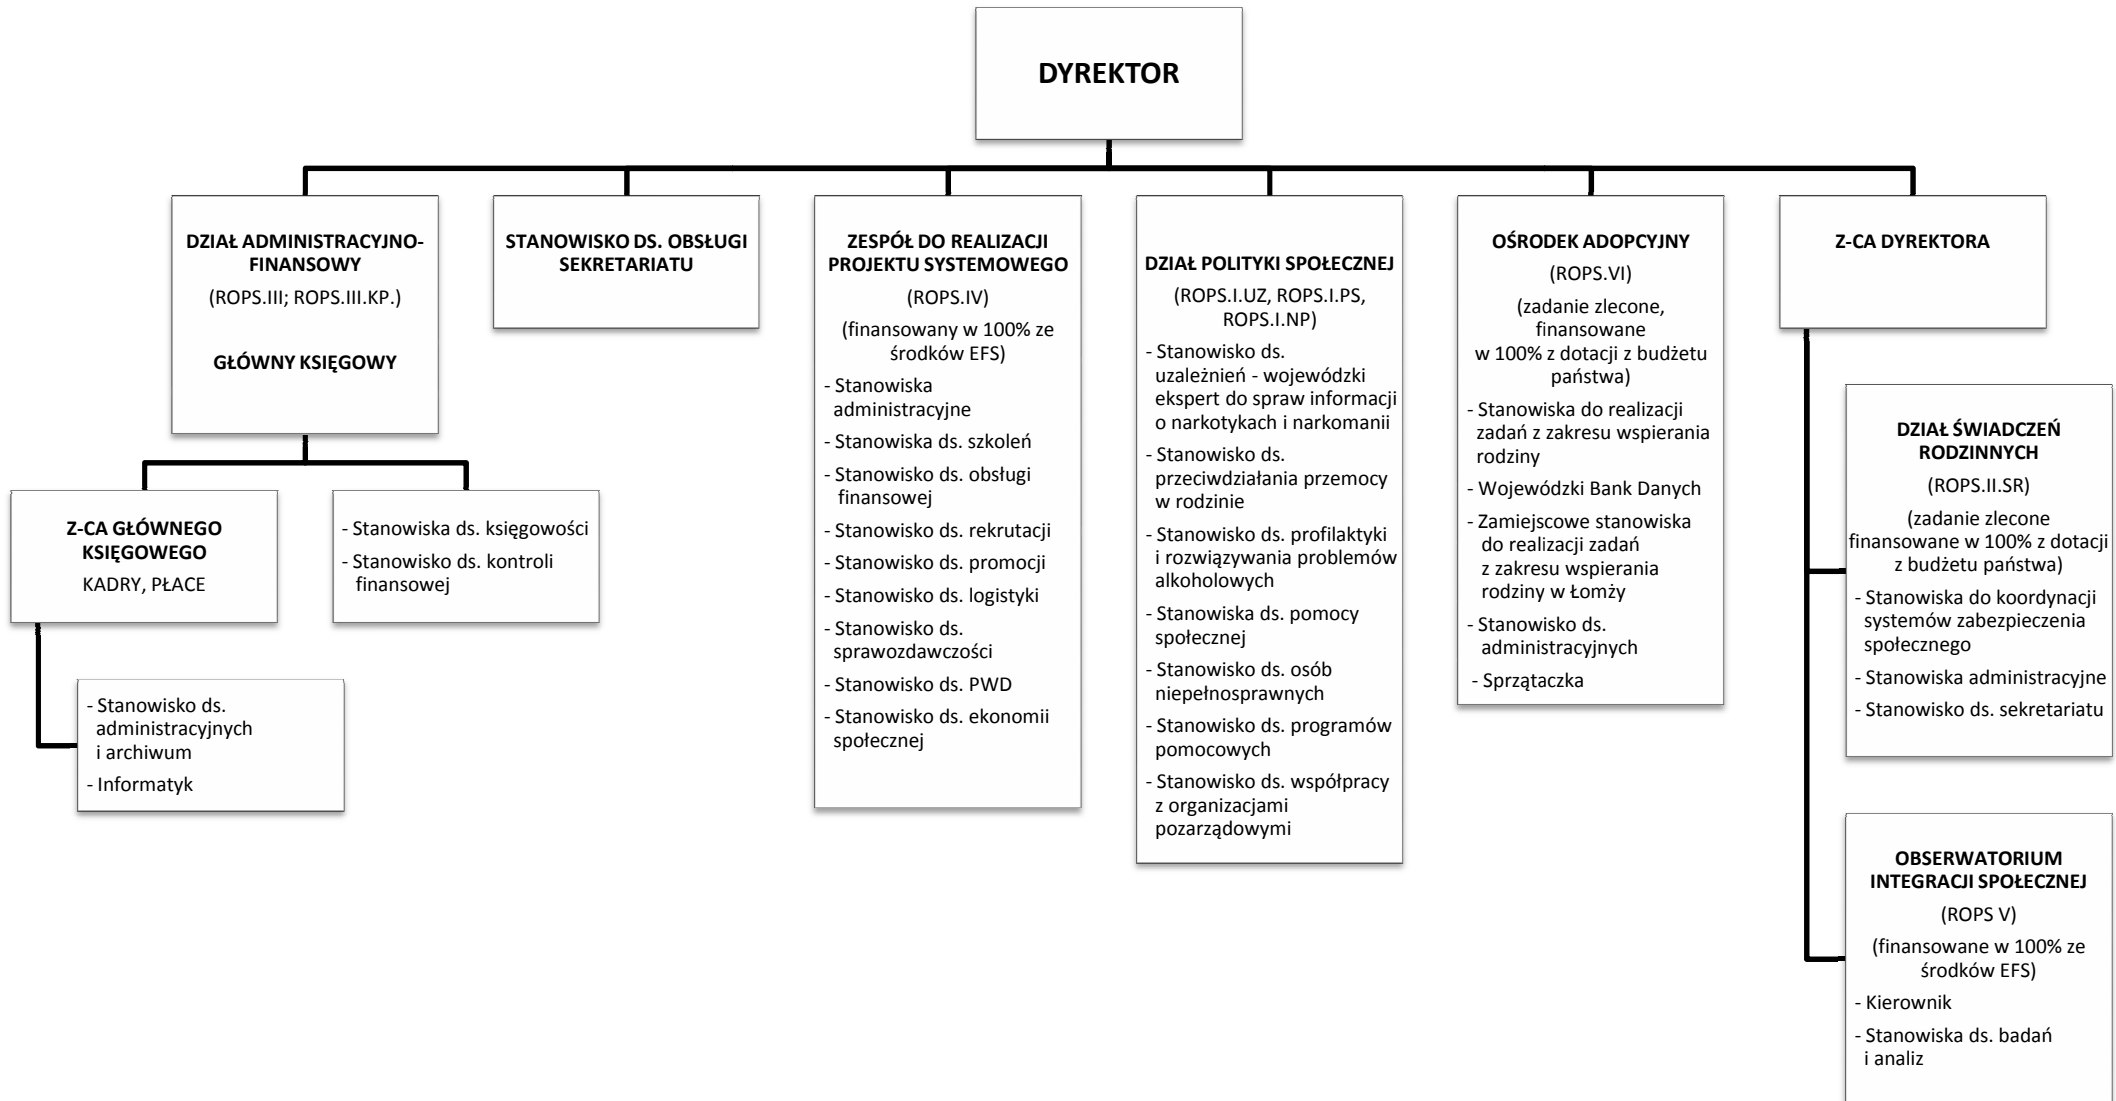 DYREKTOR
DZIAŁ ADMINISTRACYJNO-
FINANSOWY
(ROPS.III; ROPS.III.KP.)
GŁÓWNY KSIĘGOWY
Z-CA GŁÓWNEGO
KSIĘGOWEGO
KADRY, PŁACE
- Stanowisko ds.
administracyjnych
i archiwum
- Informatyk
- Stanowiska ds. księgowości
- Stanowisko ds. kontroli
finansowej
STANOWISKO DS. OBSŁUGI
SEKRETARIATU
ZESPÓŁ DO REALIZACJI
PROJEKTU SYSTEMOWEGO
(ROPS.IV)
(finansowany w 100% ze
środków EFS)
- Stanowiska
administracyjne
- Stanowiska ds. szkoleń
- Stanowisko ds. obsługi
finansowej
- Stanowisko ds. rekrutacji
- Stanowisko ds. promocji
- Stanowisko ds. logistyki
- Stanowisko ds.
sprawozdawczości
- Stanowisko ds. PWD
- Stanowisko ds. ekonomii
społecznej
DZIAŁ POLITYKI SPOŁECZNEJ
(ROPS.I.UZ, ROPS.I.PS,
ROPS.I.NP)
- Stanowisko ds.
uzależnień - wojewódzki
ekspert do spraw informacji
o narkotykach i narkomanii
- Stanowisko ds.
przeciwdziałania przemocy
w rodzinie
- Stanowisko ds. profilaktyki
i rozwiązywania problemów
alkoholowych
- Stanowiska ds. pomocy
społecznej
- Stanowisko ds. osób
niepełnosprawnych
- Stanowisko ds. programów
pomocowych
- Stanowisko ds. współpracy
z organizacjami
pozarządowymi
OŚRODEK ADOPCYJNY
(ROPS.VI)
(zadanie zlecone,
finansowane
w 100% z dotacji z budżetu
państwa)
- Stanowiska do realizacji
zadań z zakresu wspierania
rodziny
- Wojewódzki Bank Danych
- Zamiejscowe stanowiska
do realizacji zadań
z zakresu wspierania
rodziny w Łomży
- Stanowisko ds.
administracyjnych
- Sprzątaczka
Z-CA DYREKTORA
DZIAŁ ŚWIADCZEŃ
RODZINNYCH
(ROPS.II.SR)
(zadanie zlecone
finansowane w 100% z dotacji
z budżetu państwa)
- Stanowiska do koordynacji
systemów zabezpieczenia
społecznego
- Stanowiska administracyjne
- Stanowisko ds. sekretariatu
OBSERWATORIUM
INTEGRACJI SPOŁECZNEJ
(ROPS V)
(finansowane w 100% ze
środków EFS)
- Kierownik
- Stanowiska ds. badań
i analiz